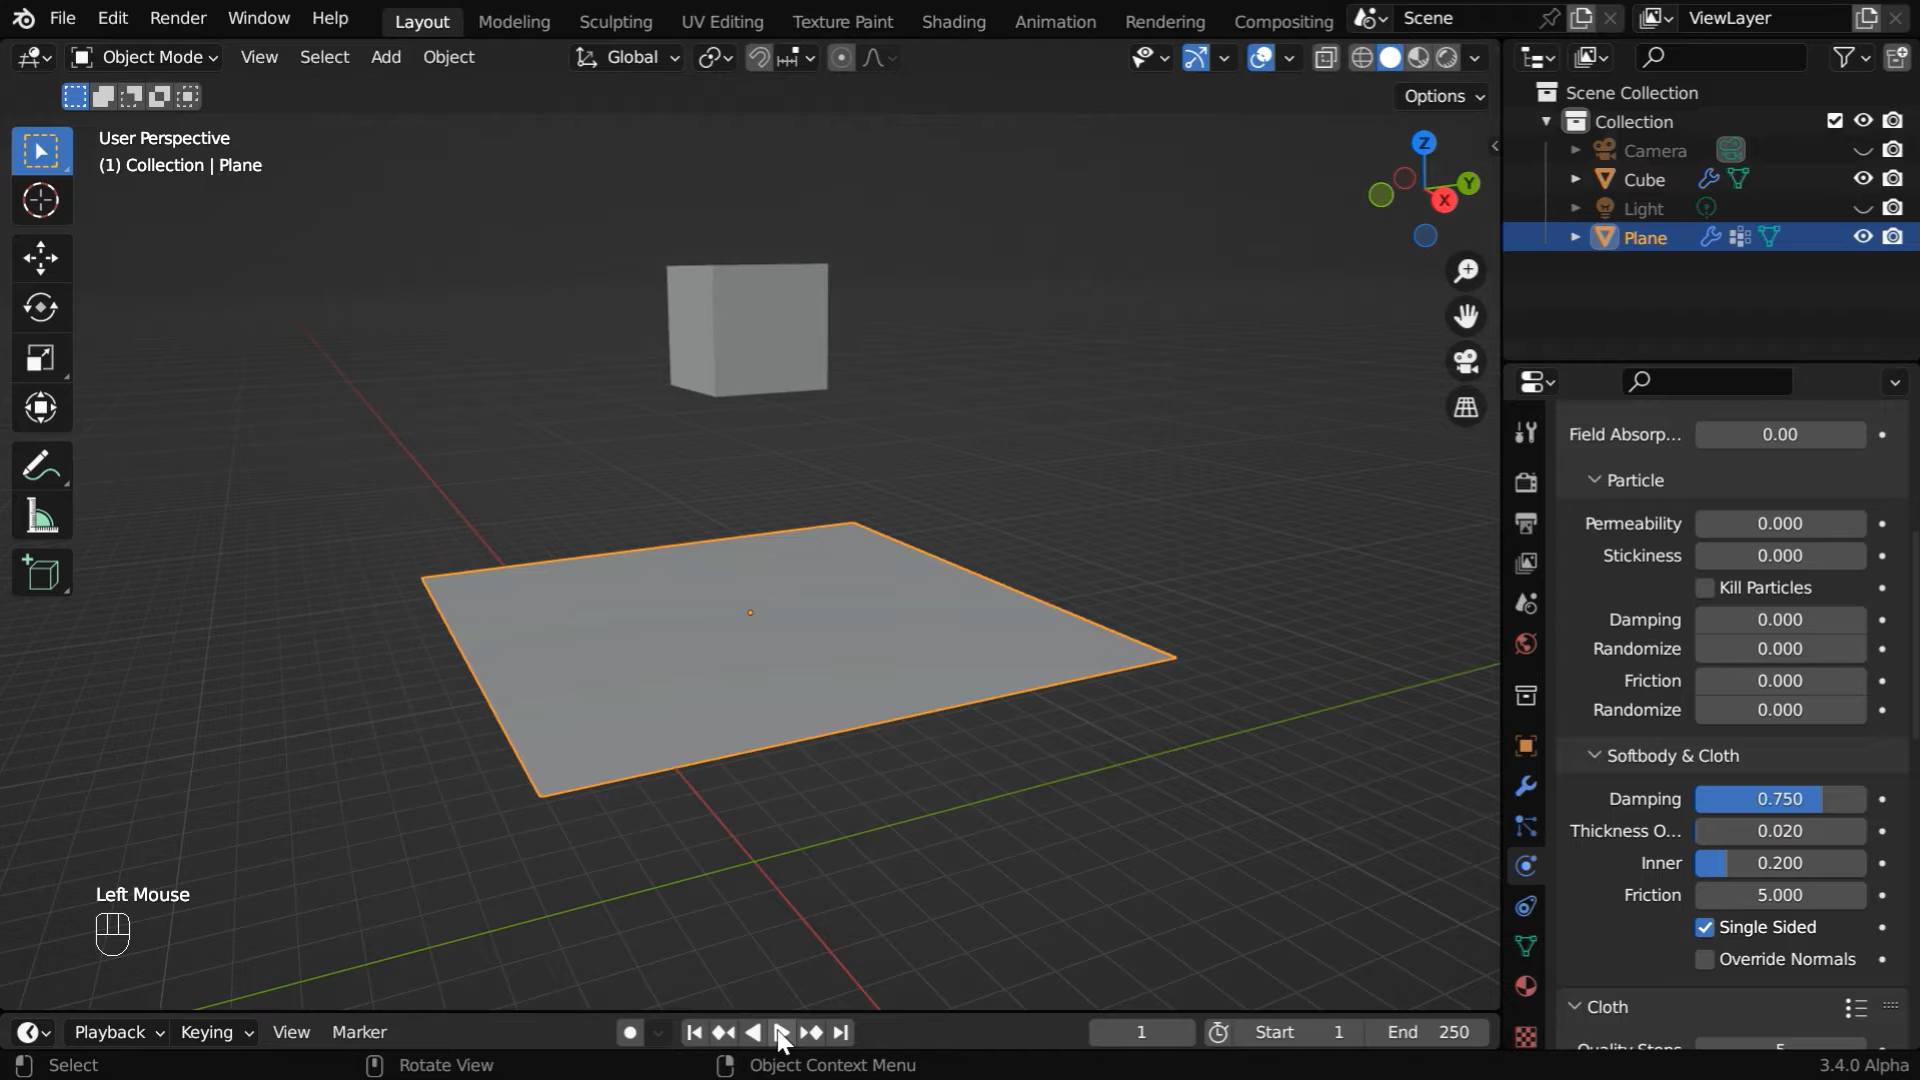 File Edit Render Window Help Layout Modeling Sculpting UV Editing Texture Paint Shading Animation Rendering Compositing Scene ViewLayer
Object Mode View Select Add Object Global
Options
User Perspective
(1) Collection | Plane
Z
Y
X
Scene Collection
Collection
Camera
Cube
Light
Plane
Field Absorp... 0.00
Particle
Permeability 0.000
Stickiness 0.000
Kill Particles
Damping 0.000
Randomize 0.000
Friction 0.000
Randomize 0.000
Softbody & Cloth
Damping 0.750
Thickness O... 0.020
Inner 0.200
Friction 5.000
Single Sided
Override Normals
Cloth
Quality Steps 5
Left Mouse
Playback Keying View Marker 1 Start 1 End 250
Select Rotate View Object Context Menu 3.4.0 Alpha